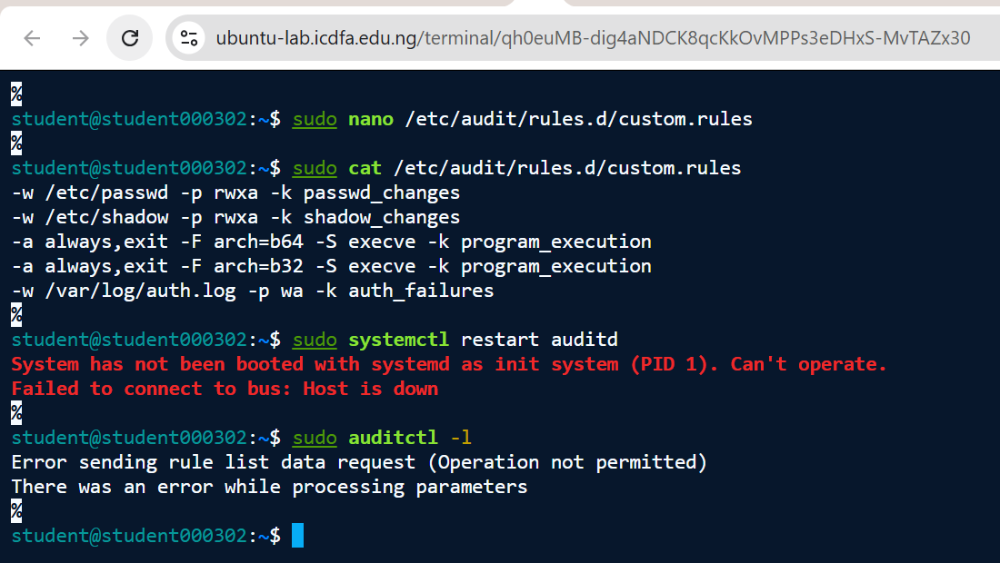 ubuntu-lab.icdfa.edu.ng/terminal/qh0euMB-dig4aNDCK8qcKkOvMPPs3eDHxS-MvTAZx30
%
student@student000302:~$ sudo nano /etc/audit/rules.d/custom.rules
%
student@student000302:~$ sudo cat /etc/audit/rules.d/custom.rules
-w /etc/passwd -p rwxa -k passwd_changes
-w /etc/shadow -p rwxa -k shadow_changes
-a always,exit -F arch=b64 -S execve -k program_execution
-a always,exit -F arch=b32 -S execve -k program_execution
-w /var/log/auth.log -p wa -k auth_failures
%
student@student000302:~$ sudo systemctl restart auditd
System has not been booted with systemd as init system (PID 1). Can't operate.
Failed to connect to bus: Host is down
%
student@student000302:~$ sudo auditctl -l
Error sending rule list data request (Operation not permitted)
There was an error while processing parameters
%
student@student000302:~$